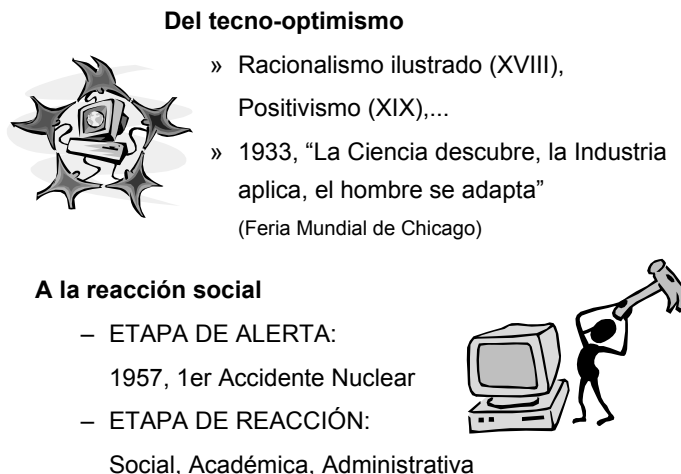 Del tecno-optimismo
» Racionalismo ilustrado (XVIII),
Positivismo (XIX),...
» 1933, “La Ciencia descubre, la Industria
aplica, el hombre se adapta”
(Feria Mundial de Chicago)
A la reacción social
– ETAPA DE ALERTA:
1957, 1er Accidente Nuclear
– ETAPA DE REACCIÓN:
Social, Académica, Administrativa